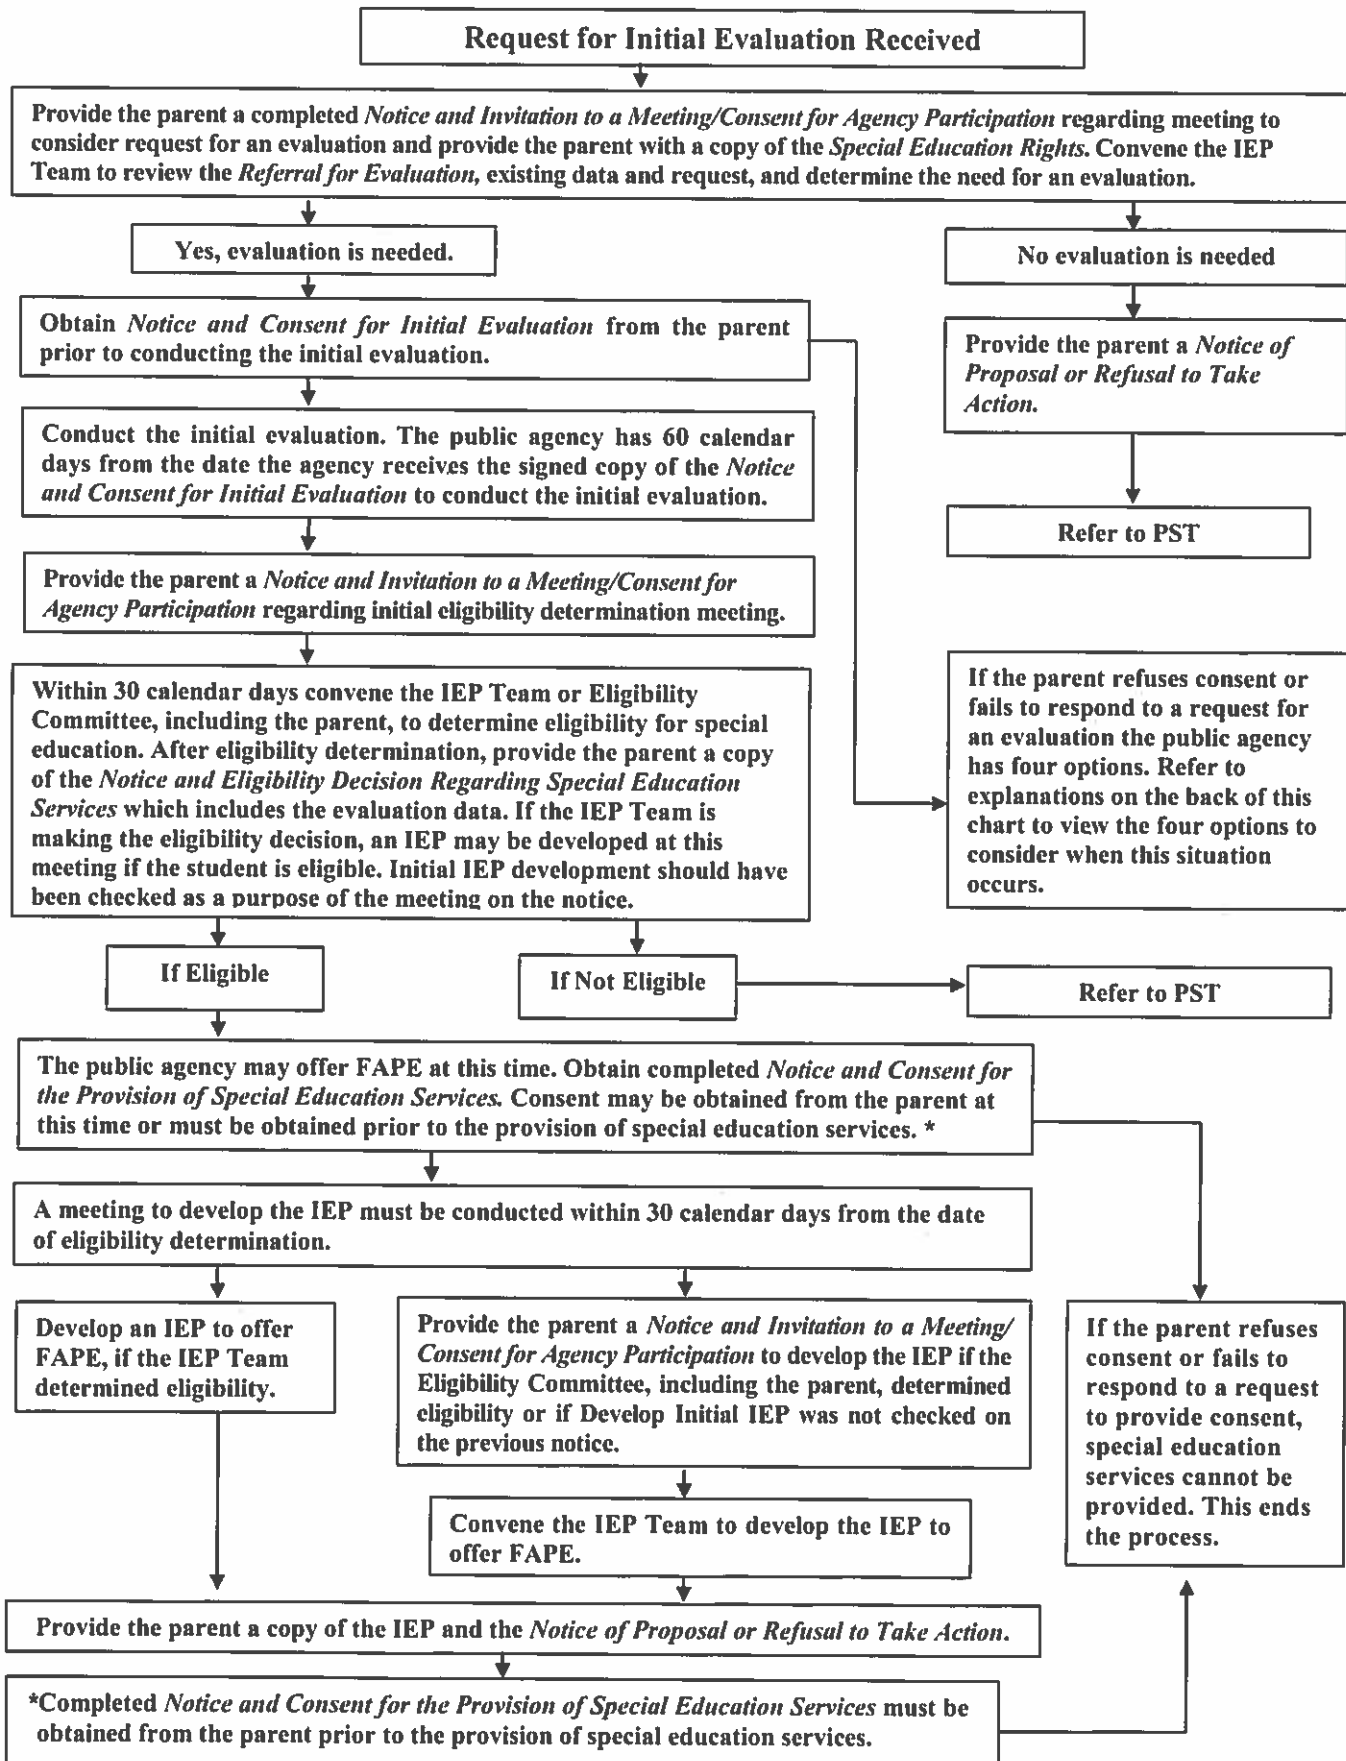 Request for Initial Evaluation Received
Provide the parent a completed Notice and Invitation to a Meeting/Consent for Agency Participation regarding meeting to
consider request for an evaluation and provide the parent with a copy of the Special Education Rights. Convene the IEP
Team to review the Referral for Evaluation, existing data and request, and determine the need for an evaluation.
Yes, evaluation is needed.
No evaluation is needed
Obtain Notice and Consent for Initial Evaluation from the parent
prior to conducting the initial evaluation.
Provide the parent a Notice of
Proposal or Refusal to Take
Action.
Conduct the initial evaluation. The public agency has 60 calendar
days from the date the agency receives the signed copy of the Notice
and Consent for Initial Evaluation to conduct the initial evaluation.
Refer to PST
Provide the parent a Notice and Invitation to a Meeting/Consent for
Agency Participation regarding initial eligibility determination meeting.
Within 30 calendar days convene the IEP Team or Eligibility
Committee, including the parent, to determine eligibility for special
education. After eligibility determination, provide the parent a copy
of the Notice and Eligibility Decision Regarding Special Education
Services which includes the evaluation data. If the IEP Team is
making the eligibility decision, an IEP may be developed at this
meeting if the student is eligible. Initial IEP development should have
been checked as a purpose of the meeting on the notice.
If the parent refuses consent or
fails to respond to a request for
an evaluation the public agency
has four options. Refer to
explanations on the back of this
chart to view the four options to
consider when this situation
occurs.
If Eligible
If Not Eligible
Refer to PST
The public agency may offer FAPE at this time. Obtain completed Notice and Consent for
the Provision of Special Education Services. Consent may be obtained from the parent at
this time or must be obtained prior to the provision of special education services. *
A meeting to develop the IEP must be conducted within 30 calendar days from the date
of eligibility determination.
Develop an IEP to offer
FAPE, if the IEP Team
determined eligibility.
Provide the parent a Notice and Invitation to a Meeting/
Consent for Agency Participation to develop the IEP if the
Eligibility Committee, including the parent, determined
eligibility or if Develop Initial IEP was not checked on
the previous notice.
If the parent refuses
consent or fails to
respond to a request
to provide consent,
special education
services cannot be
provided. This ends
the process.
Convene the IEP Team to develop the IEP to
offer FAPE.
Provide the parent a copy of the IEP and the Notice of Proposal or Refusal to Take Action.
*Completed Notice and Consent for the Provision of Special Education Services must be
obtained from the parent prior to the provision of special education services.